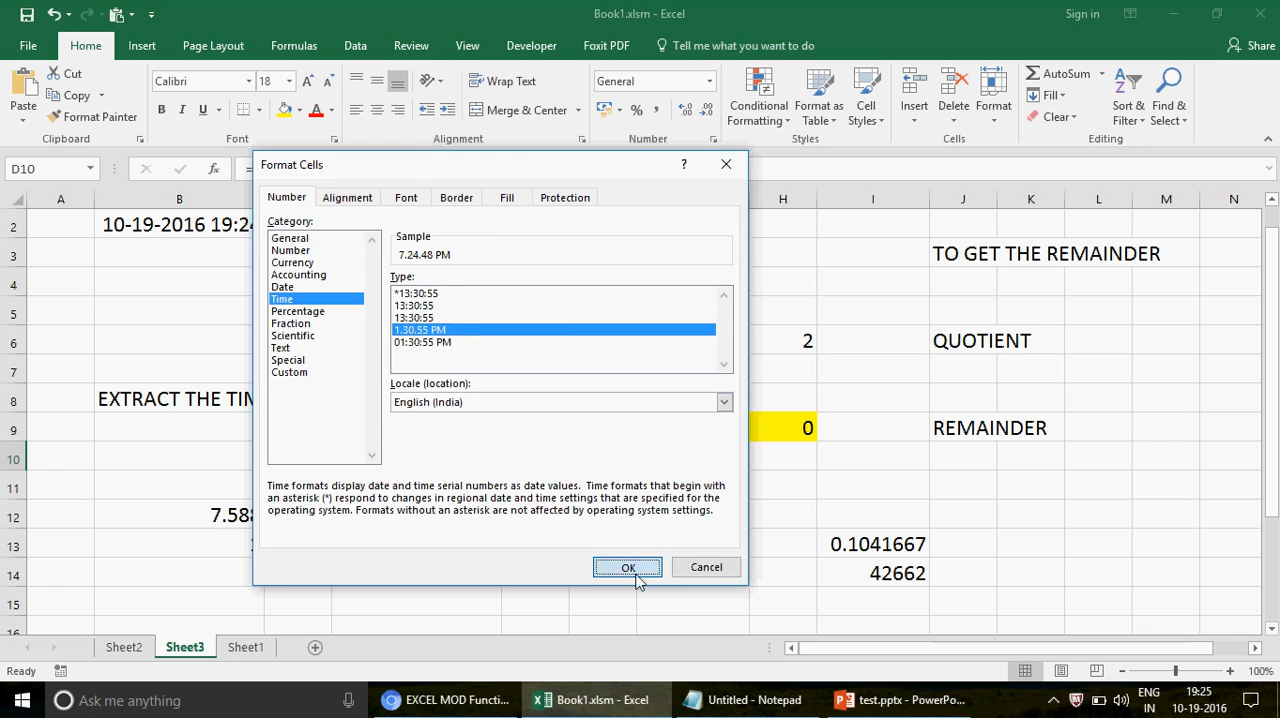 Book1.xlsm - Excel
Sign in
File Home Insert Page Layout Formulas Data Review View Developer Foxit PDF Tell me what you want to do Share
Paste
Cut
Copy
Format Painter
Clipboard
Calibri 18
B I U
Font
Wrap Text
Merge & Center
Alignment
General
Number
Conditional Formatting
Format as Table
Cell Styles
Styles
Insert
Delete
Format
Cells
AutoSum
Fill
Clear
Sort & Filter
Find & Select
Editing
D10
fx
=
A B H I J K L M N
2 10-19-2016 19:24
3 TO GET THE REMAINDER
4
5
6 2 QUOTIENT
7
8 EXTRACT THE TIM
9 0 REMAINDER
10
11
12 7.588
13 0.1041667
14 42662
15
16
Format Cells
?
Number Alignment Font Border Fill Protection
Category:
General
Number
Currency
Accounting
Date
Time
Percentage
Fraction
Scientific
Text
Special
Custom
Sample
7.24.48 PM
Type:
*13:30:55
13:30:55
13:30:55
1.30.55 PM
01:30:55 PM
Locale (location):
English (India)
Time formats display date and time serial numbers as date values. Time formats that begin with
an asterisk (*) respond to changes in regional date and time settings that are specified for the
operating system. Formats without an asterisk are not affected by operating system settings.
OK Cancel
Sheet2 Sheet3 Sheet1
Ready
100%
Ask me anything
EXCEL MOD Functi...
Book1.xlsm - Excel
Untitled - Notepad
test.pptx - PowerPo...
ENG
IN
19:25
10-19-2016